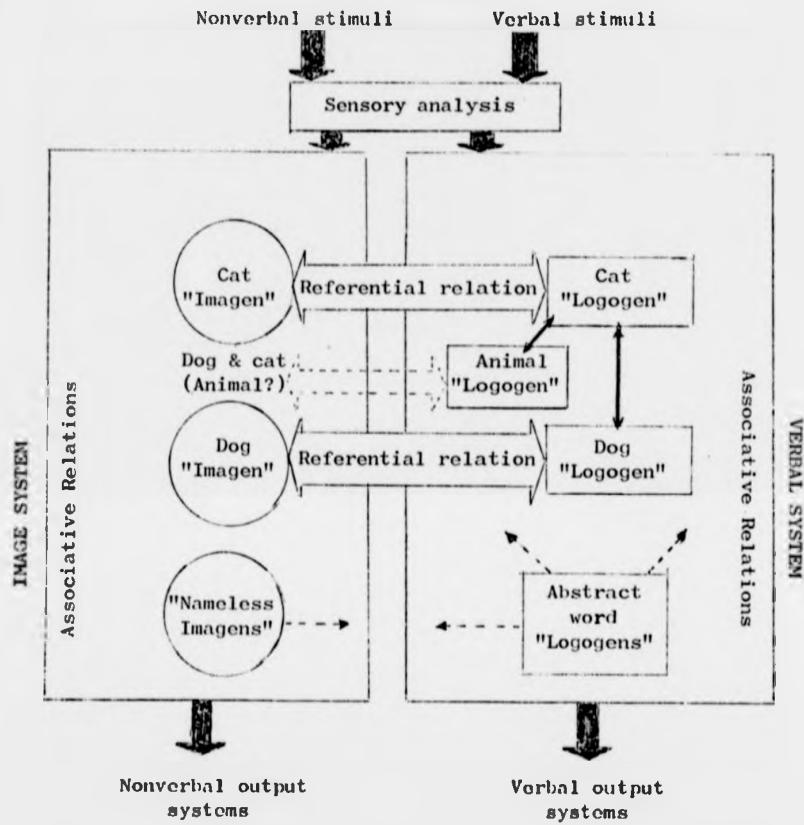 Nonverbal stimuli
Verbal stimuli
Sensory analysis
Cat
"Imagen"
Referential relation
Cat
"Logogen"
Dog & cat
(Animal?)
Animal
"Logogen"
Dog
"Imagen"
Referential relation
Dog
"Logogen"
IMAGE SYSTEM
Associative Relations
Associative Relations
VERBAL SYSTEM
"Nameless
Imagens"
Abstract
word
"Logogens"
Nonverbal output
systems
Verbal output
systems